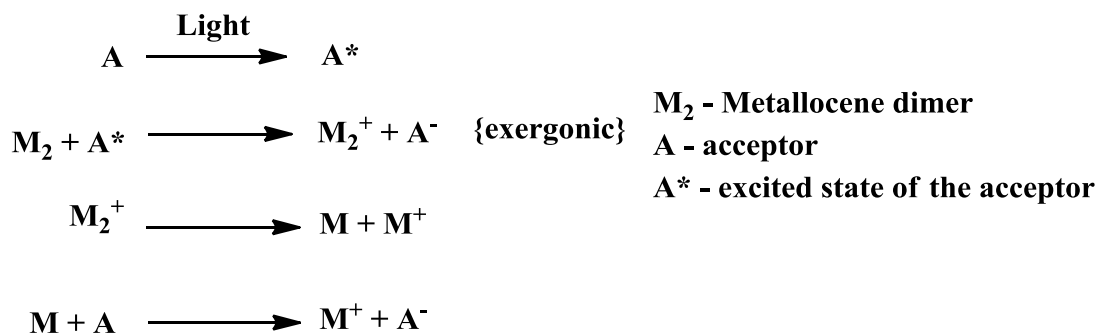 Light
A ⟶ A*
M₂ + A* ⟶ M₂⁺ + A⁻ {exergonic}
M₂⁺ ⟶ M + M⁺
M + A ⟶ M⁺ + A⁻
M₂ - Metallocene dimer
A - acceptor
A* - excited state of the acceptor